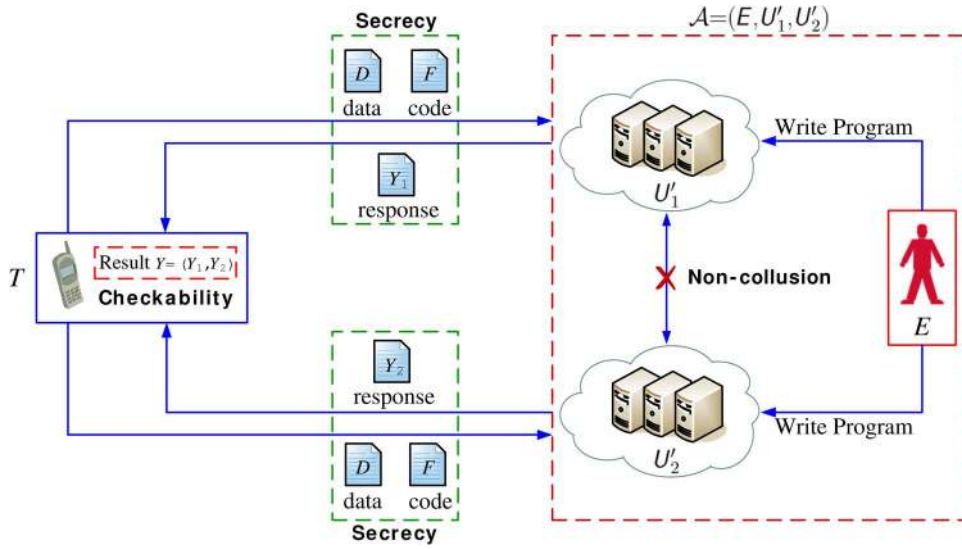 Secrecy
𝒜=(E,U′₁,U′₂)
D
F
data
code
Write Program
U′₁
Y₁
response
T
Result Y= (Y₁,Y₂)
Checkability
Non-collusion
E
Y₂
response
Write Program
U′₂
D
F
data
code
Secrecy